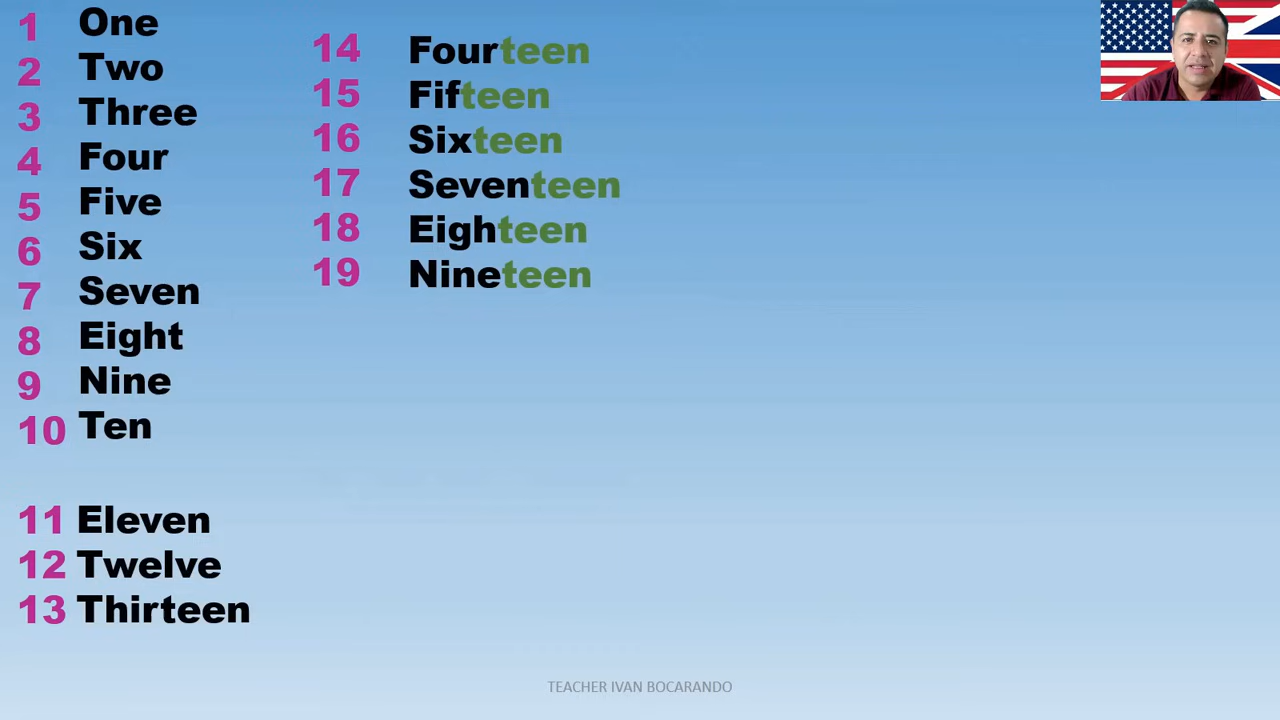 1 One
2 Two
3 Three
4 Four
5 Five
6 Six
7 Seven
8 Eight
9 Nine
10 Ten
11 Eleven
12 Twelve
13 Thirteen
14 Fourteen
15 Fifteen
16 Sixteen
17 Seventeen
18 Eighteen
19 Nineteen
TEACHER IVAN BOCARANDO